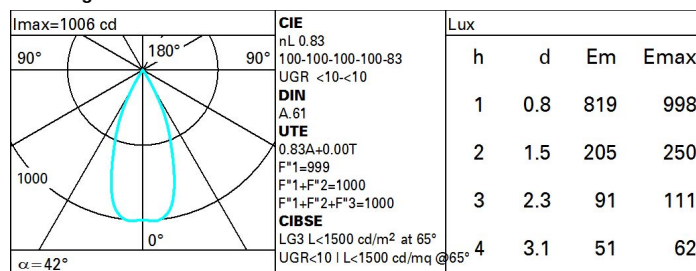 Imax=1006 cd
90°
180°
90°
1000
0°
α=42°
CIE
nL 0.83
100-100-100-100-83
UGR <10-<10
DIN
A.61
UTE
0.83A+0.00T
F"1=999
F"1+F"2=1000
F"1+F"2+F"3=1000
CIBSE
LG3 L<1500 cd/m² at 65°
UGR<10 | L<1500 cd/mq @65°
Lux
h d Em Emax
1 0.8 819 998
2 1.5 205 250
3 2.3 91 111
4 3.1 51 62